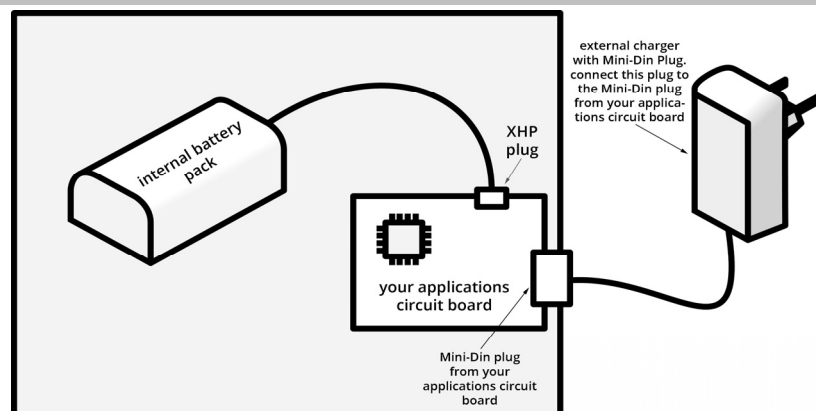 external charger
with Mini-Din Plug.
connect this plug to
the Mini-Din plug
from your applica-
tions circuit board
internal battery
pack
XHP
plug
your applications
circuit board
Mini-Din plug
from your
applications circuit
board